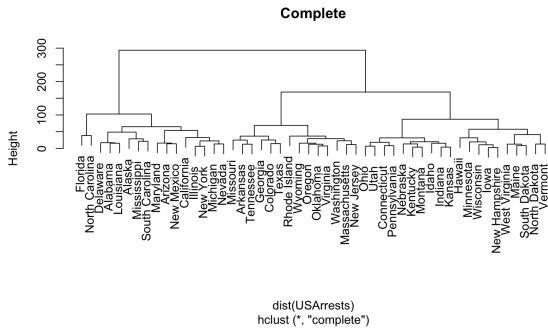 Complete
Height
0
100
200
300
Florida
North Carolina
Delaware
Alabama
Louisiana
Alaska
Mississippi
South Carolina
Maryland
Arizona
New Mexico
California
Illinois
New York
Michigan
Nevada
Missouri
Arkansas
Tennessee
Georgia
Colorado
Texas
Rhode Island
Wyoming
Oregon
Oklahoma
Virginia
Washington
Massachusetts
New Jersey
Ohio
Utah
Connecticut
Pennsylvania
Nebraska
Kentucky
Montana
Idaho
Indiana
Kansas
Hawaii
Minnesota
Wisconsin
Iowa
New Hampshire
West Virginia
Maine
South Dakota
North Dakota
Vermont
dist(USArrests)
hclust (*, "complete")